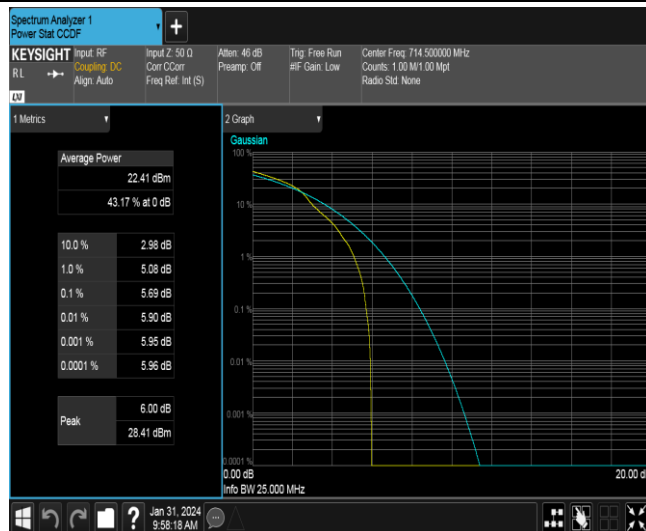 Spectrum Analyzer 1
Power Stat CCDF
+
KEYSIGHT
RL
Input: RF
Coupling: DC
Align: Auto
Input Z: 50 Ω
Corr CCorr
Freq Ref: Int (S)
Atten: 46 dB
Preamp: Off
Trig: Free Run
#IF Gain: Low
Center Freq: 714.500000 MHz
Counts: 1.00 M/1.00 Mpt
Radio Std: None
1 Metrics
Average Power
22.41 dBm
43.17 % at 0 dB
10.0 % 2.98 dB
1.0 % 5.08 dB
0.1 % 5.69 dB
0.01 % 5.90 dB
0.001 % 5.95 dB
0.0001 % 5.96 dB
Peak
6.00 dB
28.41 dBm
2 Graph
Gaussian
100 %
10 %
1 %
0.1 %
0.01 %
0.001 %
0.0001 %
0.00 dB
20.00 d
Info BW 25.000 MHz
?
Jan 31, 2024
9:58:18 AM